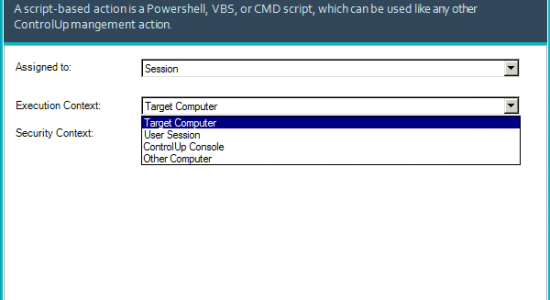 A script-based action is a Powershell, VBS, or CMD script, which can be used like any other
ControlUp mangement action.
Assigned to:
Session
Execution Context:
Target Computer
Target Computer
User Session
Security Context:
ControlUp Console
Other Computer